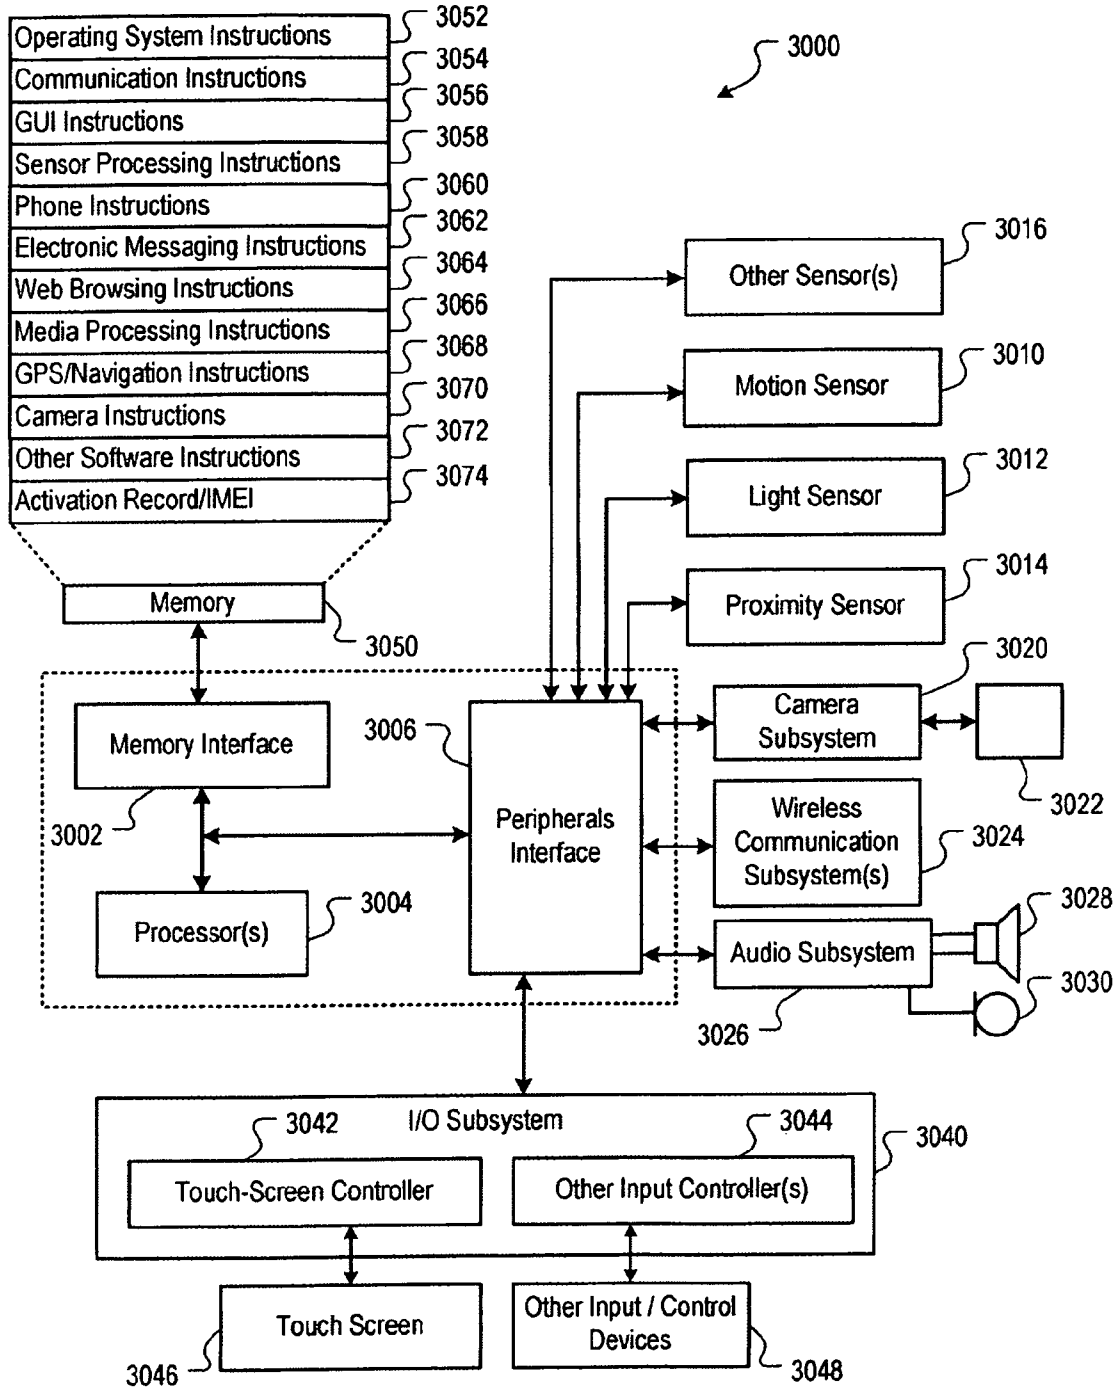 Operating System Instructions
3052
Communication Instructions
3054
GUI Instructions
3056
Sensor Processing Instructions
3058
Phone Instructions
3060
Electronic Messaging Instructions
3062
Web Browsing Instructions
3064
Media Processing Instructions
3066
GPS/Navigation Instructions
3068
Camera Instructions
3070
Other Software Instructions
3072
Activation Record/IMEI
3074
3000
Memory
3050
Other Sensor(s)
3016
Motion Sensor
3010
Light Sensor
3012
Proximity Sensor
3014
Memory Interface
3002
Processor(s)
3004
3006
Peripherals
Interface
Camera
Subsystem
3020
3022
Wireless
Communication
Subsystem(s)
3024
Audio Subsystem
3026
3028
3030
I/O Subsystem
3040
3042
Touch-Screen Controller
3044
Other Input Controller(s)
Touch Screen
3046
Other Input / Control
Devices
3048